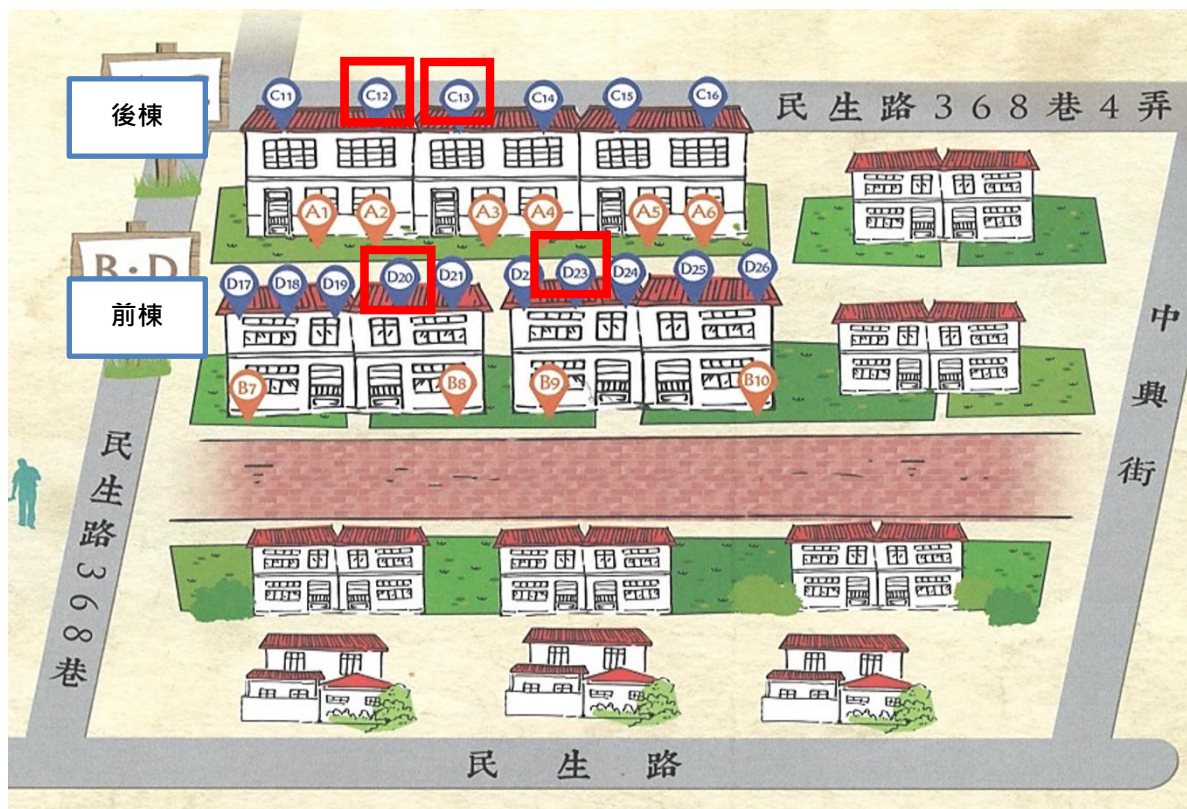 後棟
C11 C12 C13 C14 C15 C16
民生路368巷4弄
A1 A2 A3 A4 A5 A6
B·D
前棟
D17 D18 D19 D20 D21 D23 D24 D25 D26
B7 B8 B9 B10
中興街
民生路368巷
民生路